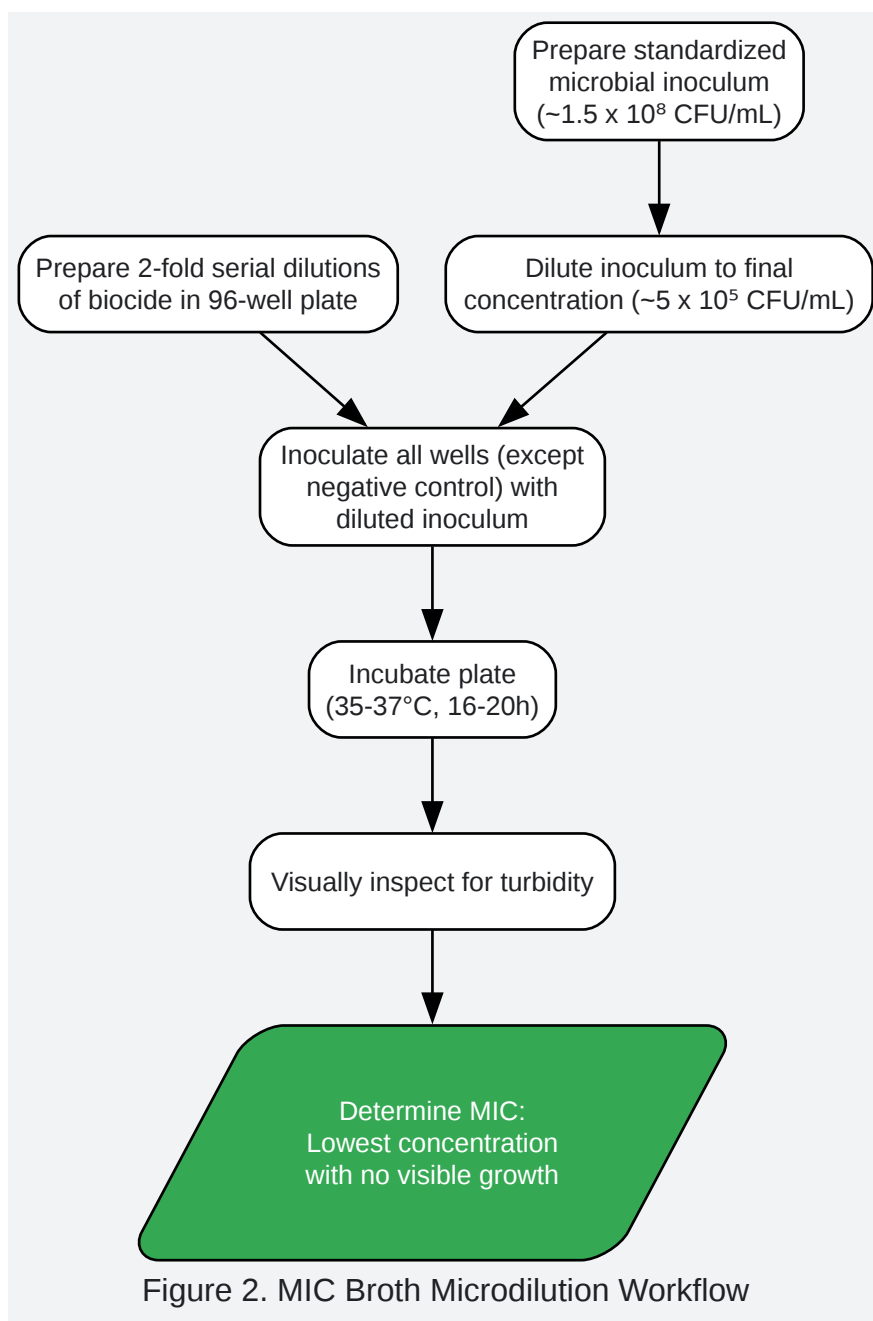 Prepare standardized
microbial inoculum
(~1.5 x 10⁸ CFU/mL)
Prepare 2-fold serial dilutions
of biocide in 96-well plate
Dilute inoculum to final
concentration (~5 x 10⁵ CFU/mL)
Inoculate all wells (except
negative control) with
diluted inoculum
Incubate plate
(35-37°C, 16-20h)
Visually inspect for turbidity
Determine MIC:
Lowest concentration
with no visible growth
Figure 2. MIC Broth Microdilution Workflow